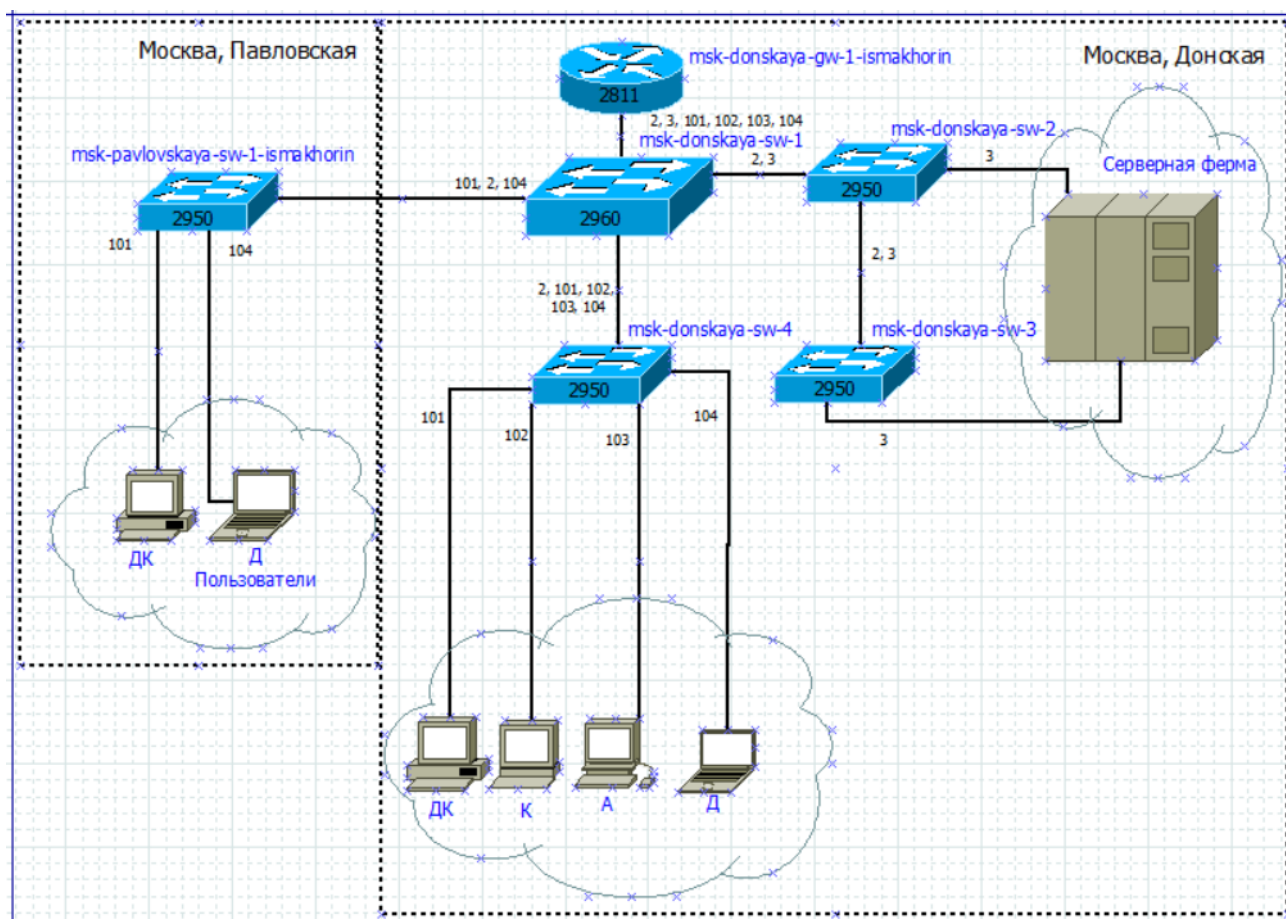 Москва, Павловская
Москва, Донская
msk-donskaya-gw-1-ismakhorin
2811
2, 3, 101, 102, 103, 104
msk-donskaya-sw-1
2960
msk-pavlovskaya-sw-1-ismakhorin
2950
101, 2, 104
2, 3
msk-donskaya-sw-2
2950
3
Серверная ферма
101
104
2, 101, 102,
103, 104
2, 3
msk-donskaya-sw-4
2950
msk-donskaya-sw-3
2950
3
101
102
103
104
ДК
Д
Пользователи
ДК
К
А
Д